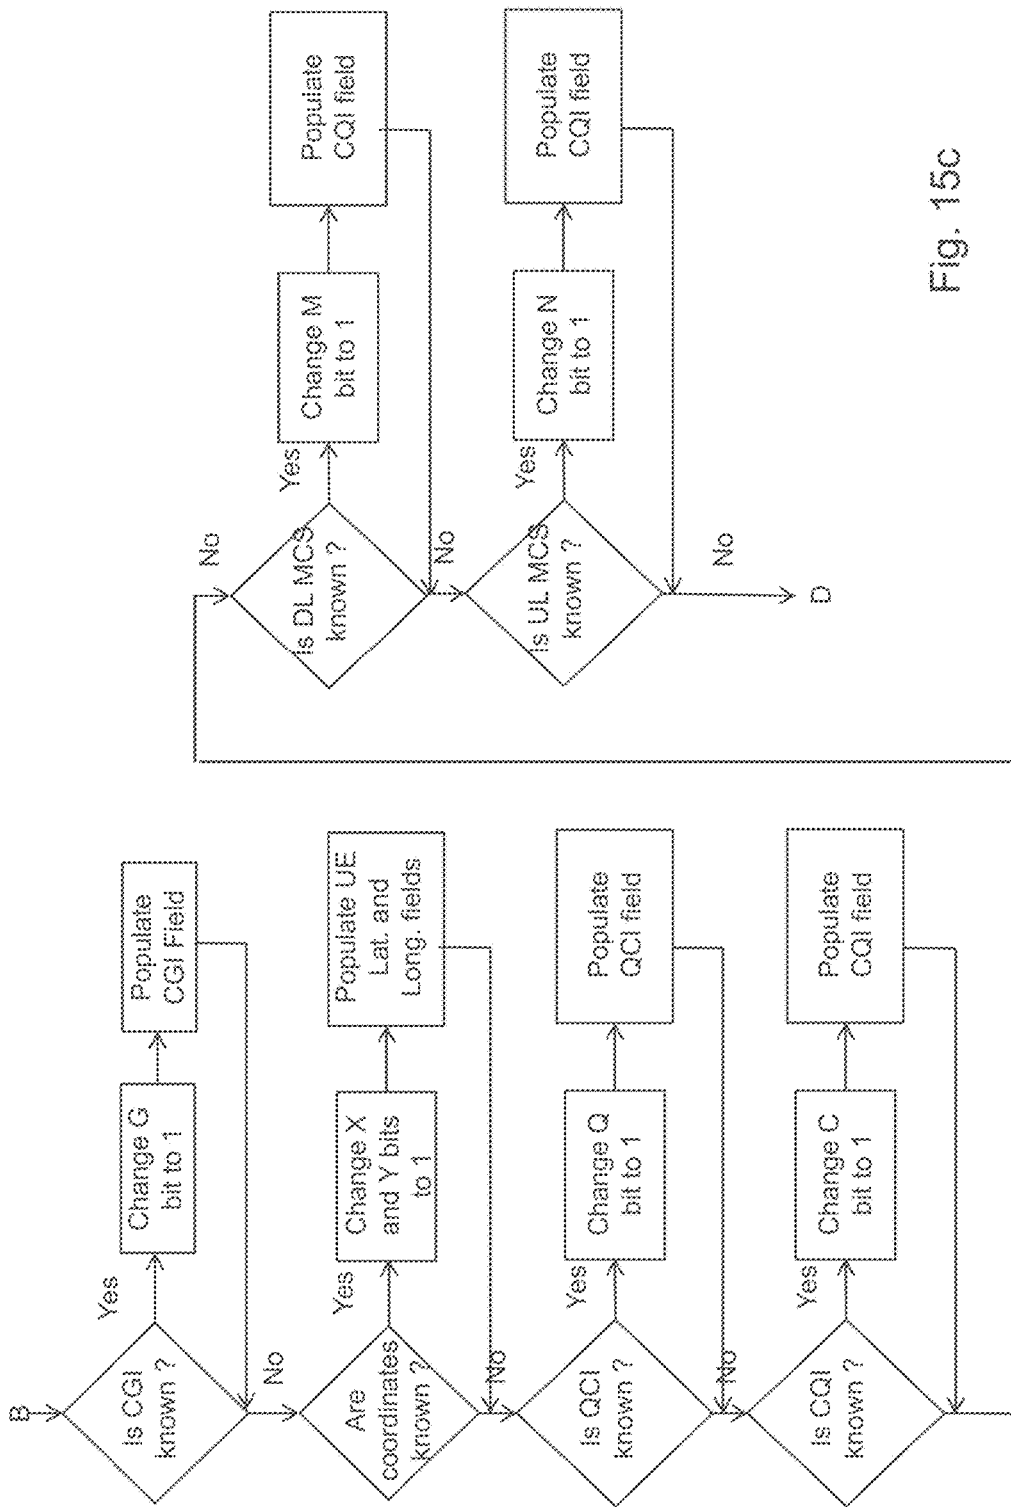 B
Is CGI
known ?
Yes
Change G
bit to 1
Populate
CGI Field
No
Are
coordinates
known ?
Yes
Change X
and Y bits
to 1
Populate UE
Lat. and
Long. fields
No
Is QCI
known ?
Yes
Change Q
bit to 1
Populate
QCI field
No
Is CQI
known ?
Yes
Change C
bit to 1
Populate
CQI field
No
Is DL MCS
known ?
Yes
Change M
bit to 1
Populate
CQI field
No
Is UL MCS
known ?
Yes
Change N
bit to 1
Populate
CQI field
No
D
Fig. 15c